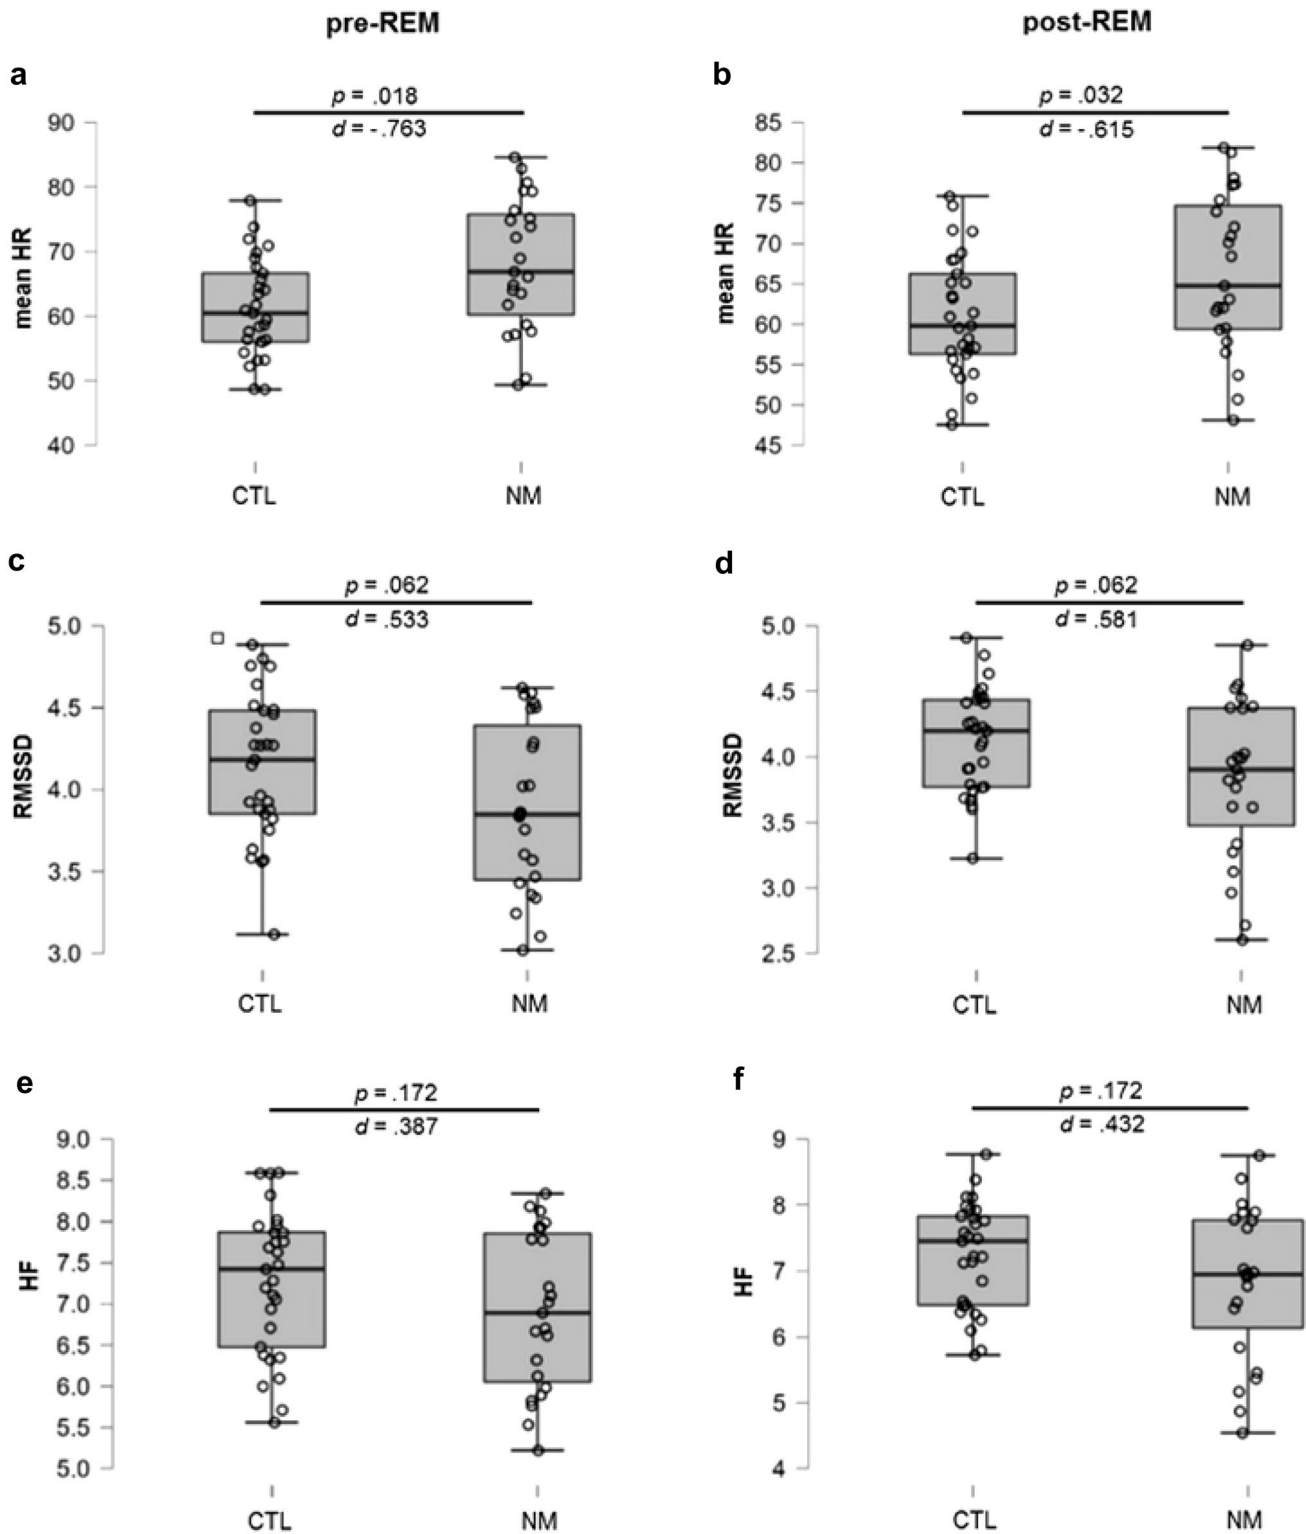 pre-REM
post-REM
a
p = .018
d = -.763
90
80
70
60
50
40
mean HR
CTL
NM
b
p = .032
d = -.615
85
80
75
70
65
60
55
50
45
mean HR
CTL
NM
c
p = .062
d = .533
5.0
4.5
4.0
3.5
3.0
RMSSD
CTL
NM
d
p = .062
d = .581
5.0
4.5
4.0
3.5
3.0
2.5
RMSSD
CTL
NM
e
p = .172
d = .387
9.0
8.5
8.0
7.5
7.0
6.5
6.0
5.5
5.0
HF
CTL
NM
f
p = .172
d = .432
9
8
7
6
5
4
HF
CTL
NM